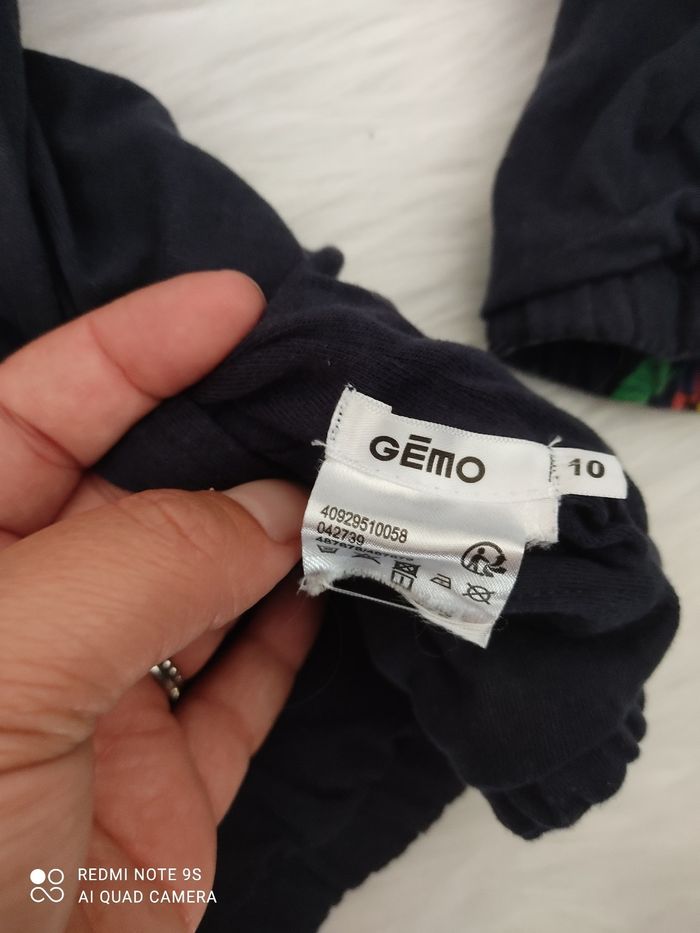 GĒMO
10
40929510058
042739
REDMI NOTE 9S
AI QUAD CAMERA